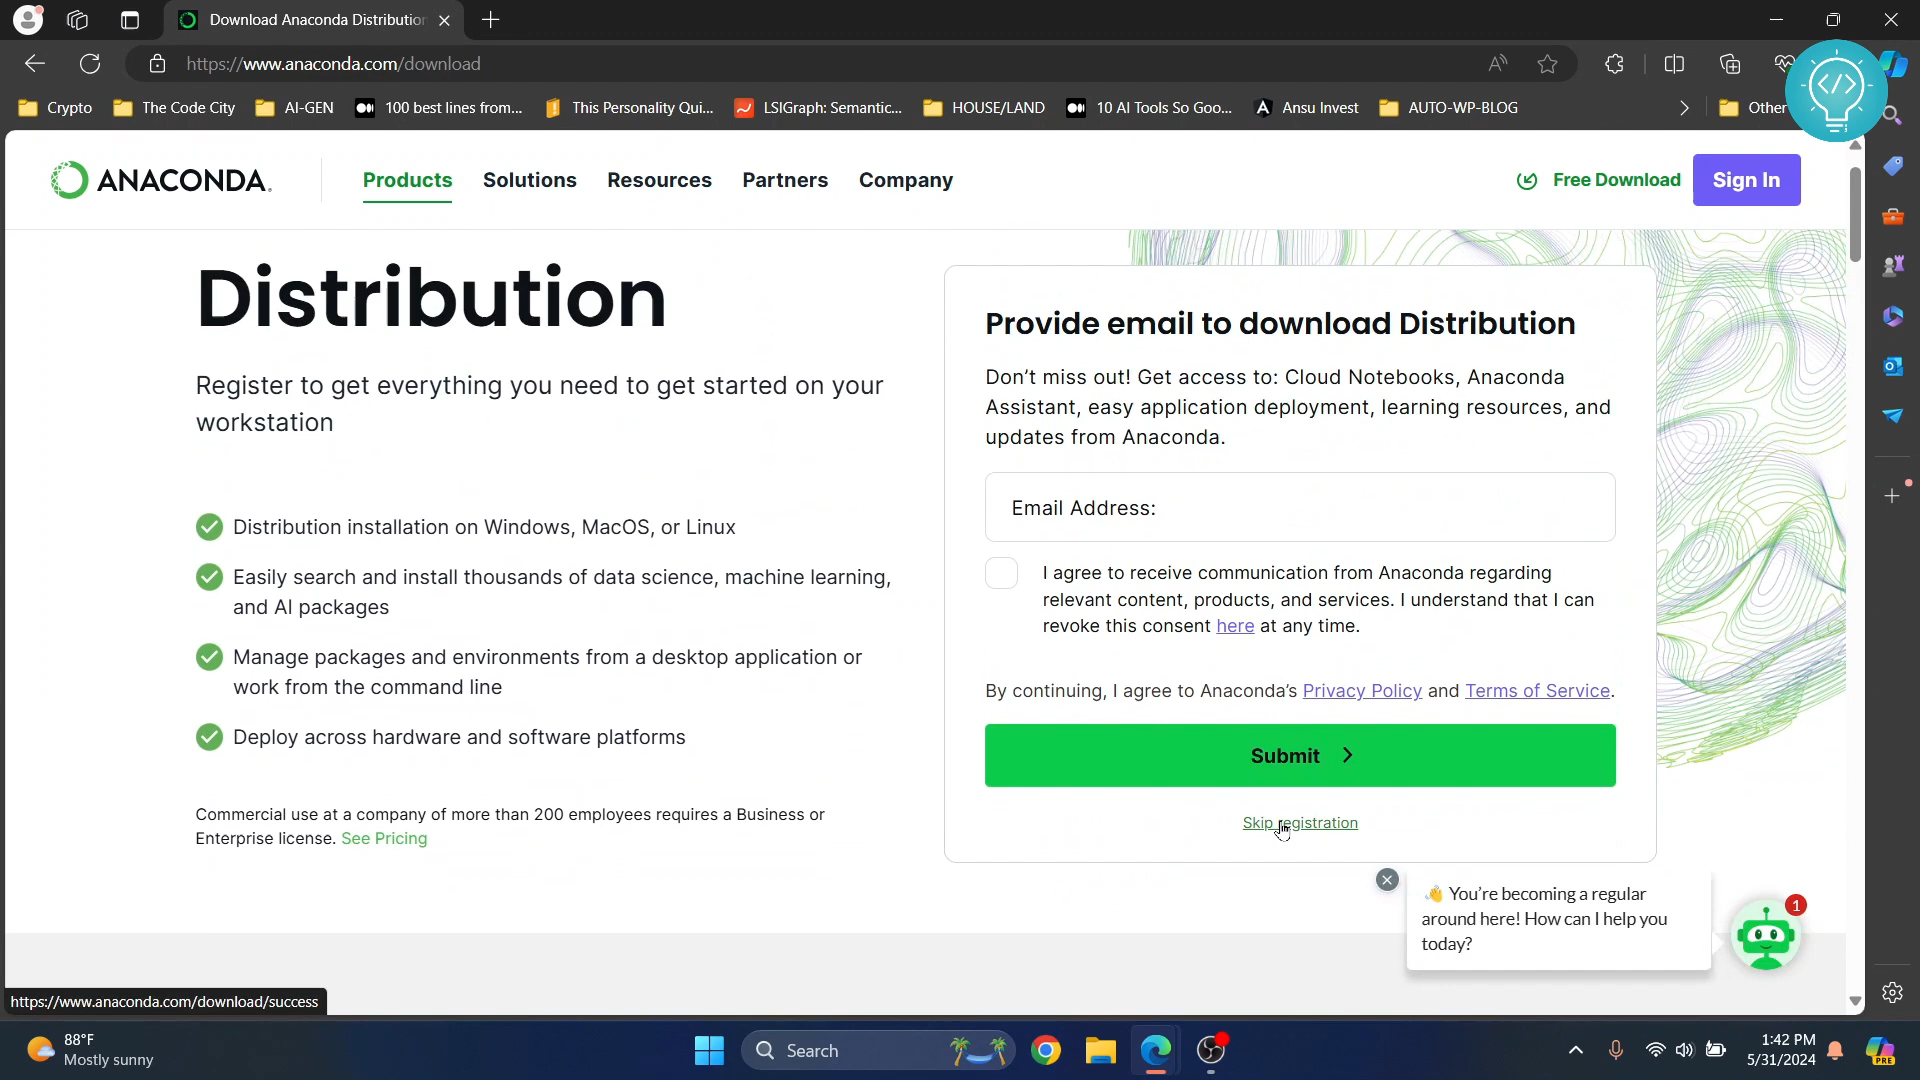 Download Anaconda Distribution
https://www.anaconda.com/download
Crypto
The Code City
AI-GEN
100 best lines from...
This Personality Qui...
LSIGraph: Semantic...
HOUSE/LAND
10 AI Tools So Goo...
Ansu Invest
AUTO-WP-BLOG
Other
ANACONDA.
Products
Solutions
Resources
Partners
Company
Free Download
Sign In
Distribution
Register to get everything you need to get started on your
workstation
Distribution installation on Windows, MacOS, or Linux
Easily search and install thousands of data science, machine learning,
and AI packages
Manage packages and environments from a desktop application or
work from the command line
Deploy across hardware and software platforms
Commercial use at a company of more than 200 employees requires a Business or
Enterprise license. See Pricing
Provide email to download Distribution
Don't miss out! Get access to: Cloud Notebooks, Anaconda
Assistant, easy application deployment, learning resources, and
updates from Anaconda.
Email Address:
I agree to receive communication from Anaconda regarding
relevant content, products, and services. I understand that I can
revoke this consent here at any time.
By continuing, I agree to Anaconda's Privacy Policy and Terms of Service.
Submit
Skip registration
👋 You're becoming a regular
around here! How can I help you
today?
1
https://www.anaconda.com/download/success
88°F
Mostly sunny
Search
1:42 PM
5/31/2024
PRE